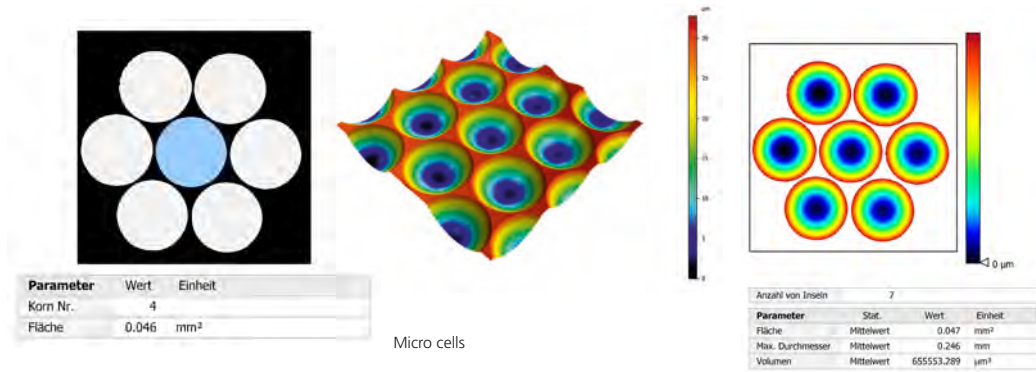 µm
0 µm
Parameter Wert Einheit
Korn Nr. 4
Fläche 0.046 mm²
Micro cells
Anzahl von Inseln 7
Parameter Stat. Wert Einheit
Fläche Mittelwert 0.047 mm²
Max. Durchmesser Mittelwert 0.246 mm
Volumen Mittelwert 655553.289 µm³